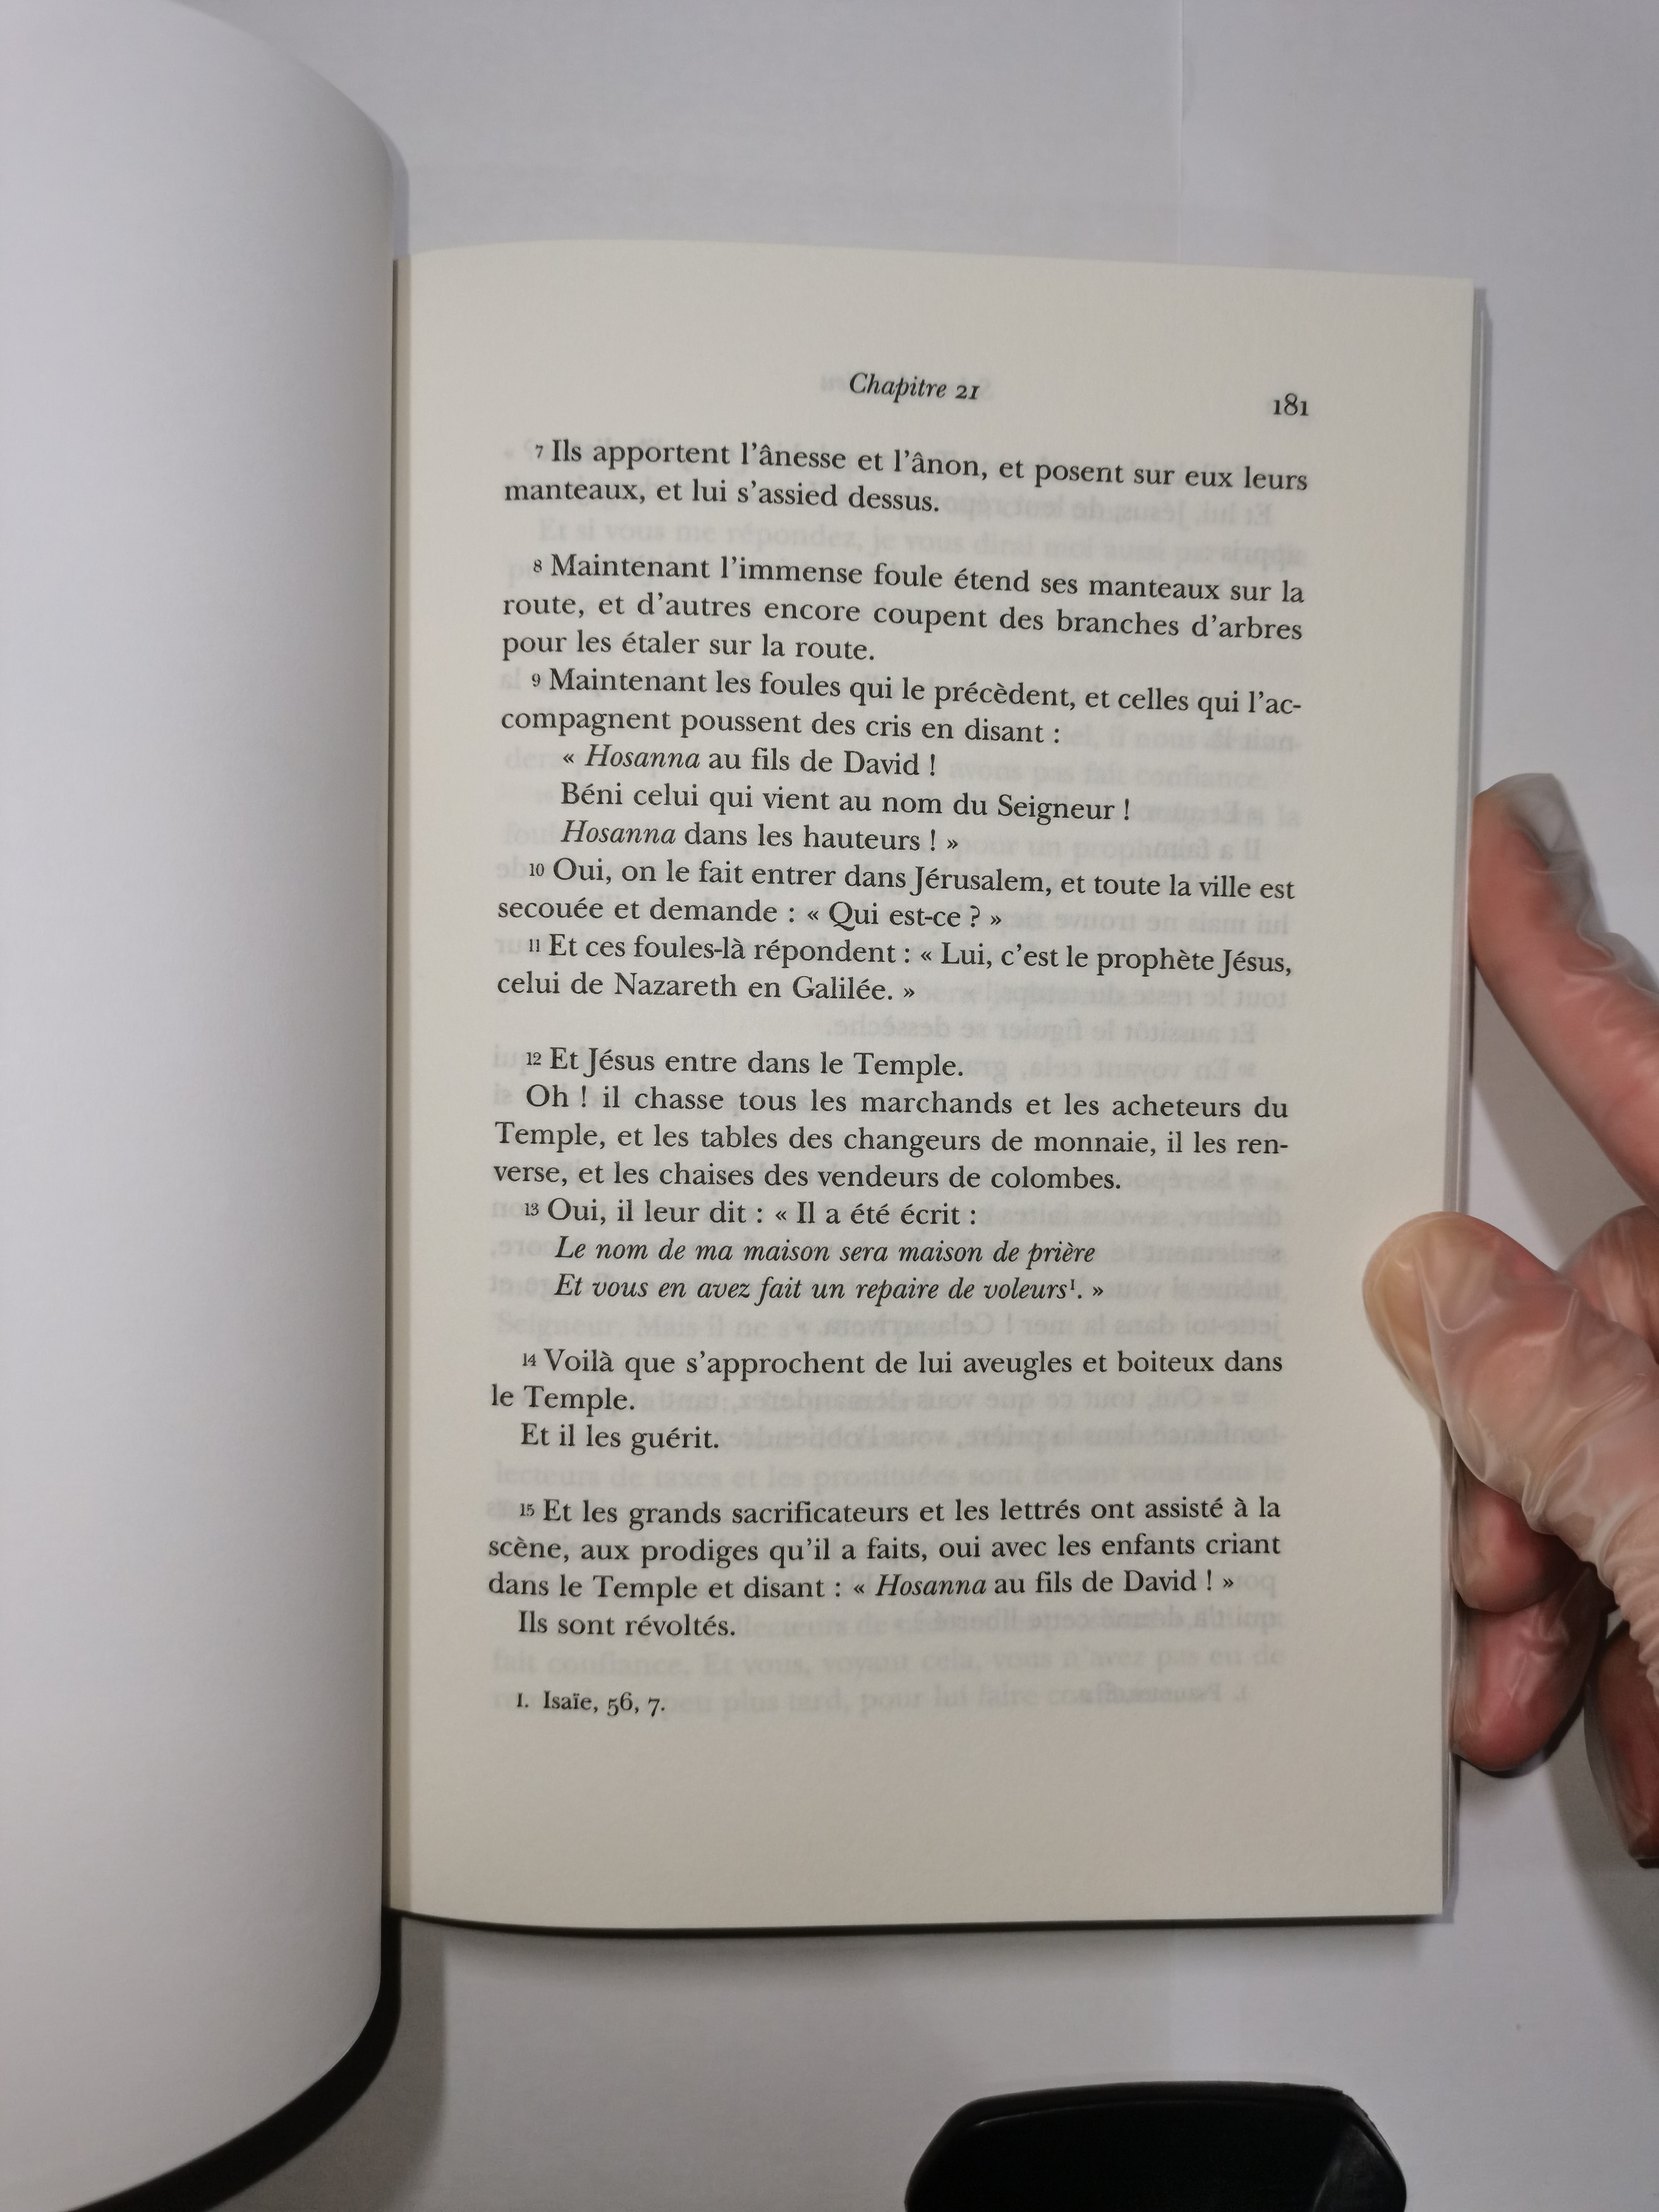 Chapitre 21
181
7 Ils apportent l’ânesse et l’ânon, et posent sur eux leurs
manteaux, et lui s’assied dessus.
8 Maintenant l’immense foule étend ses manteaux sur la
route, et d’autres encore coupent des branches d’arbres
pour les étaler sur la route.
9 Maintenant les foules qui le précèdent, et celles qui l’ac-
compagnent poussent des cris en disant :
« Hosanna au fils de David !
Béni celui qui vient au nom du Seigneur !
Hosanna dans les hauteurs ! »
10 Oui, on le fait entrer dans Jérusalem, et toute la ville est
secouée et demande : « Qui est-ce ? »
11 Et ces foules-là répondent : « Lui, c’est le prophète Jésus,
celui de Nazareth en Galilée. »
12 Et Jésus entre dans le Temple.
Oh ! il chasse tous les marchands et les acheteurs du
Temple, et les tables des changeurs de monnaie, il les ren-
verse, et les chaises des vendeurs de colombes.
13 Oui, il leur dit : « Il a été écrit :
Le nom de ma maison sera maison de prière
Et vous en avez fait un repaire de voleurs¹. »
14 Voilà que s’approchent de lui aveugles et boiteux dans
le Temple.
Et il les guérit.
15 Et les grands sacrificateurs et les lettrés ont assisté à la
scène, aux prodiges qu’il a faits, oui avec les enfants criant
dans le Temple et disant : « Hosanna au fils de David ! »
Ils sont révoltés.
1. Isaïe, 56, 7.